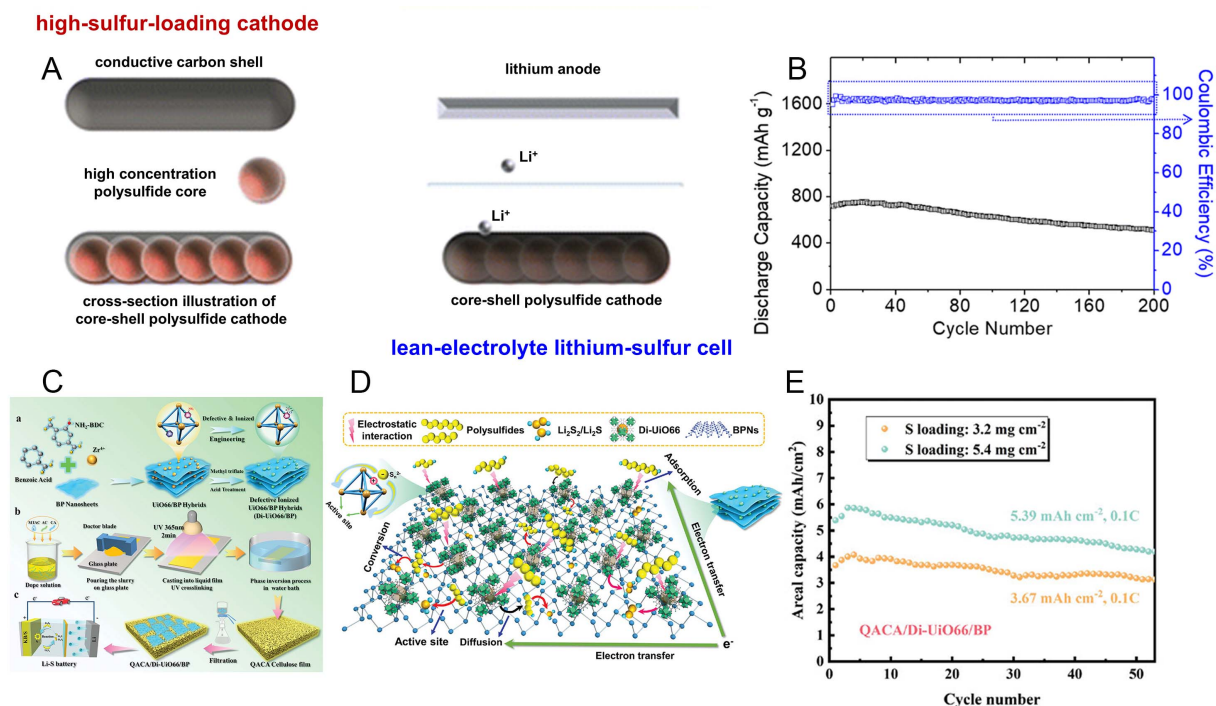 high-sulfur-loading cathode
A
conductive carbon shell
high concentration
polysulfide core
cross-section illustration of
core-shell polysulfide cathode
lithium anode
Li⁺
Li⁺
core-shell polysulfide cathode
lean-electrolyte lithium-sulfur cell
B
Discharge Capacity (mAh g⁻¹)
1600
1200
800
400
0
0 40 80 120 160 200
Cycle Number
100
80
60
40
20
0
Coulombic Efficiency (%)
C
a
NH₂-BDC
Zr⁴⁺
Benzoic Acid
BP Nanosheets
UiO66/BP Hybrids
Defective & Ionized
Engineering
Methyl triflate
Acid Treatment
Defective Ionized
UiO66/BP Hybrids
(Di-UiO66/BP)
b
Dope solution
Doctor blade
Glass plate
Pouring the slurry
on glass plate
UV 365nm
2min
Casting into liquid film
UV crosslinking
Phase inversion process
in water bath
c
e⁻
e⁻
Li-S battery
QACA/Di-UiO66/BP
Filtration
QACA Cellulose film
D
Electrostatic
interaction
Polysulfides
Li₂S₂/Li₂S
Di-UiO66
BPNs
Active site
Adsorption
Conversion
Electron transfer
Active site
Diffusion
Electron transfer
e⁻
E
Area capacity (mAh/cm²)
10
9
8
7
6
5
4
3
2
1
0
S loading: 3.2 mg cm⁻²
S loading: 5.4 mg cm⁻²
5.39 mAh cm⁻², 0.1C
3.67 mAh cm⁻², 0.1C
QACA/Di-UiO66/BP
0 10 20 30 40 50
Cycle number